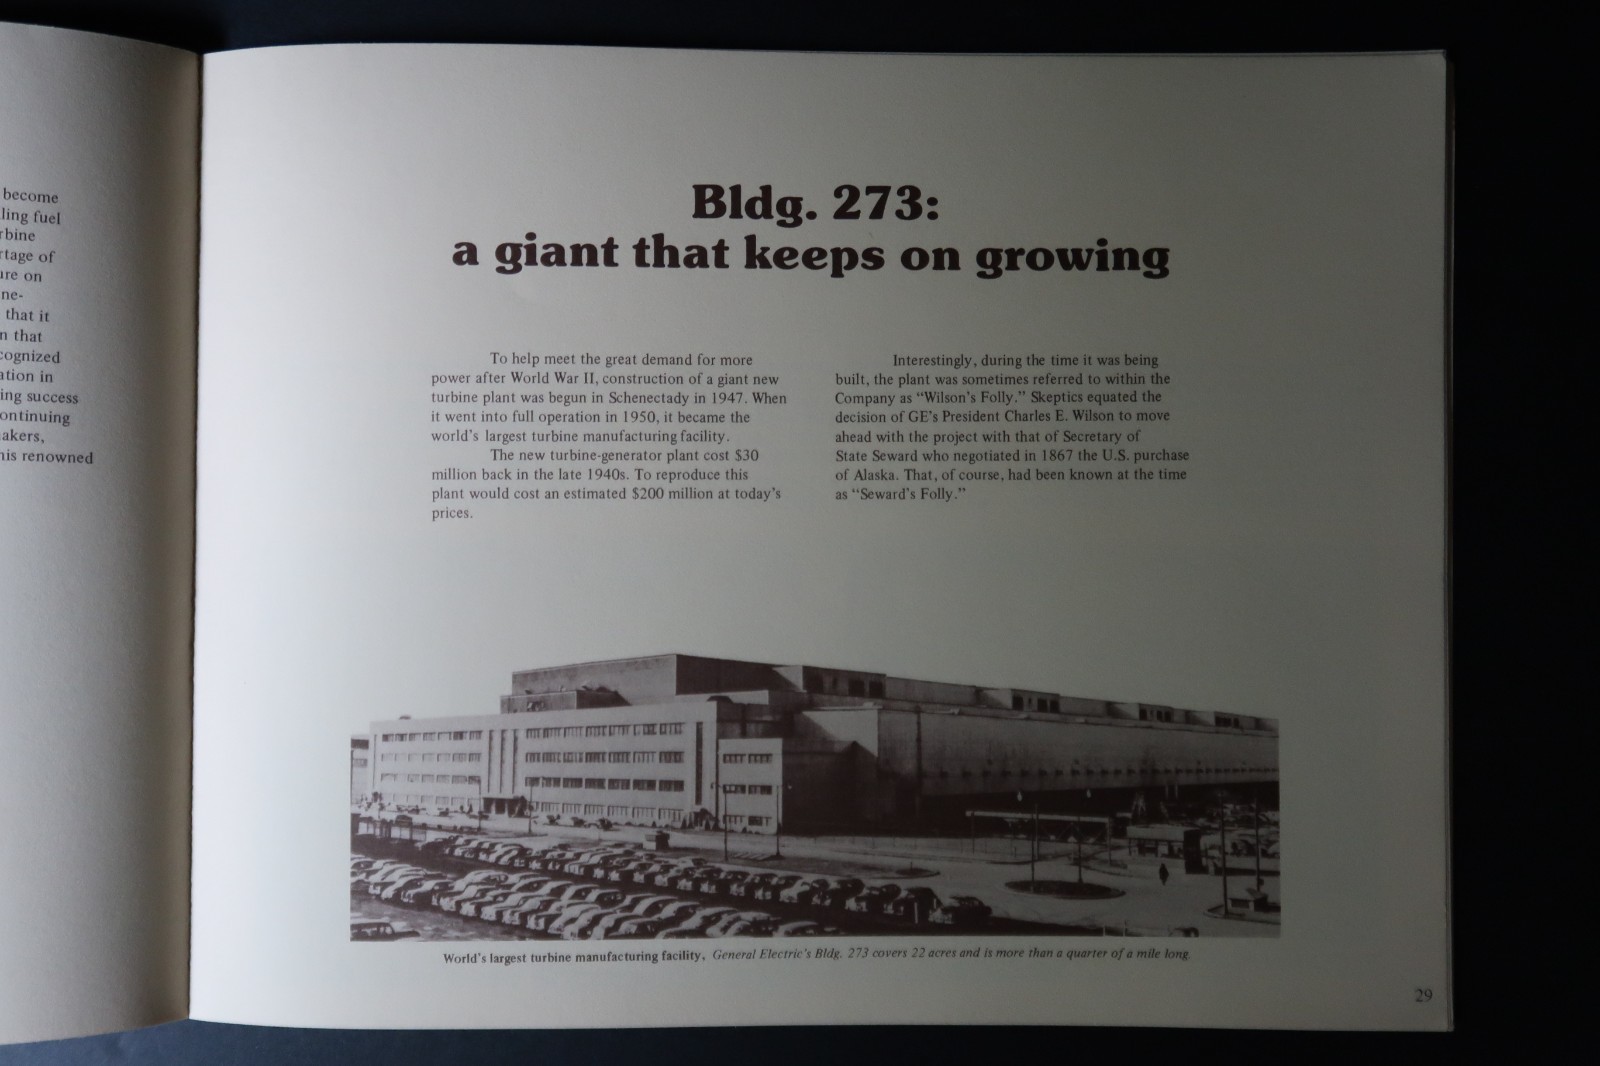 become
ling fuel
rbine
rtage of
ure on
ne-
that it
n that
cognized
ation in
ing success
ontinuing
akers,
his renowned
Bldg. 273:
a giant that keeps on growing
To help meet the great demand for more
power after World War II, construction of a giant new
turbine plant was begun in Schenectady in 1947. When
it went into full operation in 1950, it became the
world's largest turbine manufacturing facility.
The new turbine-generator plant cost $30
million back in the late 1940s. To reproduce this
plant would cost an estimated $200 million at today's
prices.
Interestingly, during the time it was being
built, the plant was sometimes referred to within the
Company as “Wilson's Folly.” Skeptics equated the
decision of GE's President Charles E. Wilson to move
ahead with the project with that of Secretary of
State Seward who negotiated in 1867 the U.S. purchase
of Alaska. That, of course, had been known at the time
as “Seward's Folly.”
World's largest turbine manufacturing facility. General Electric's Bldg. 273 covers 22 acres and is more than a quarter of a mile long.
29